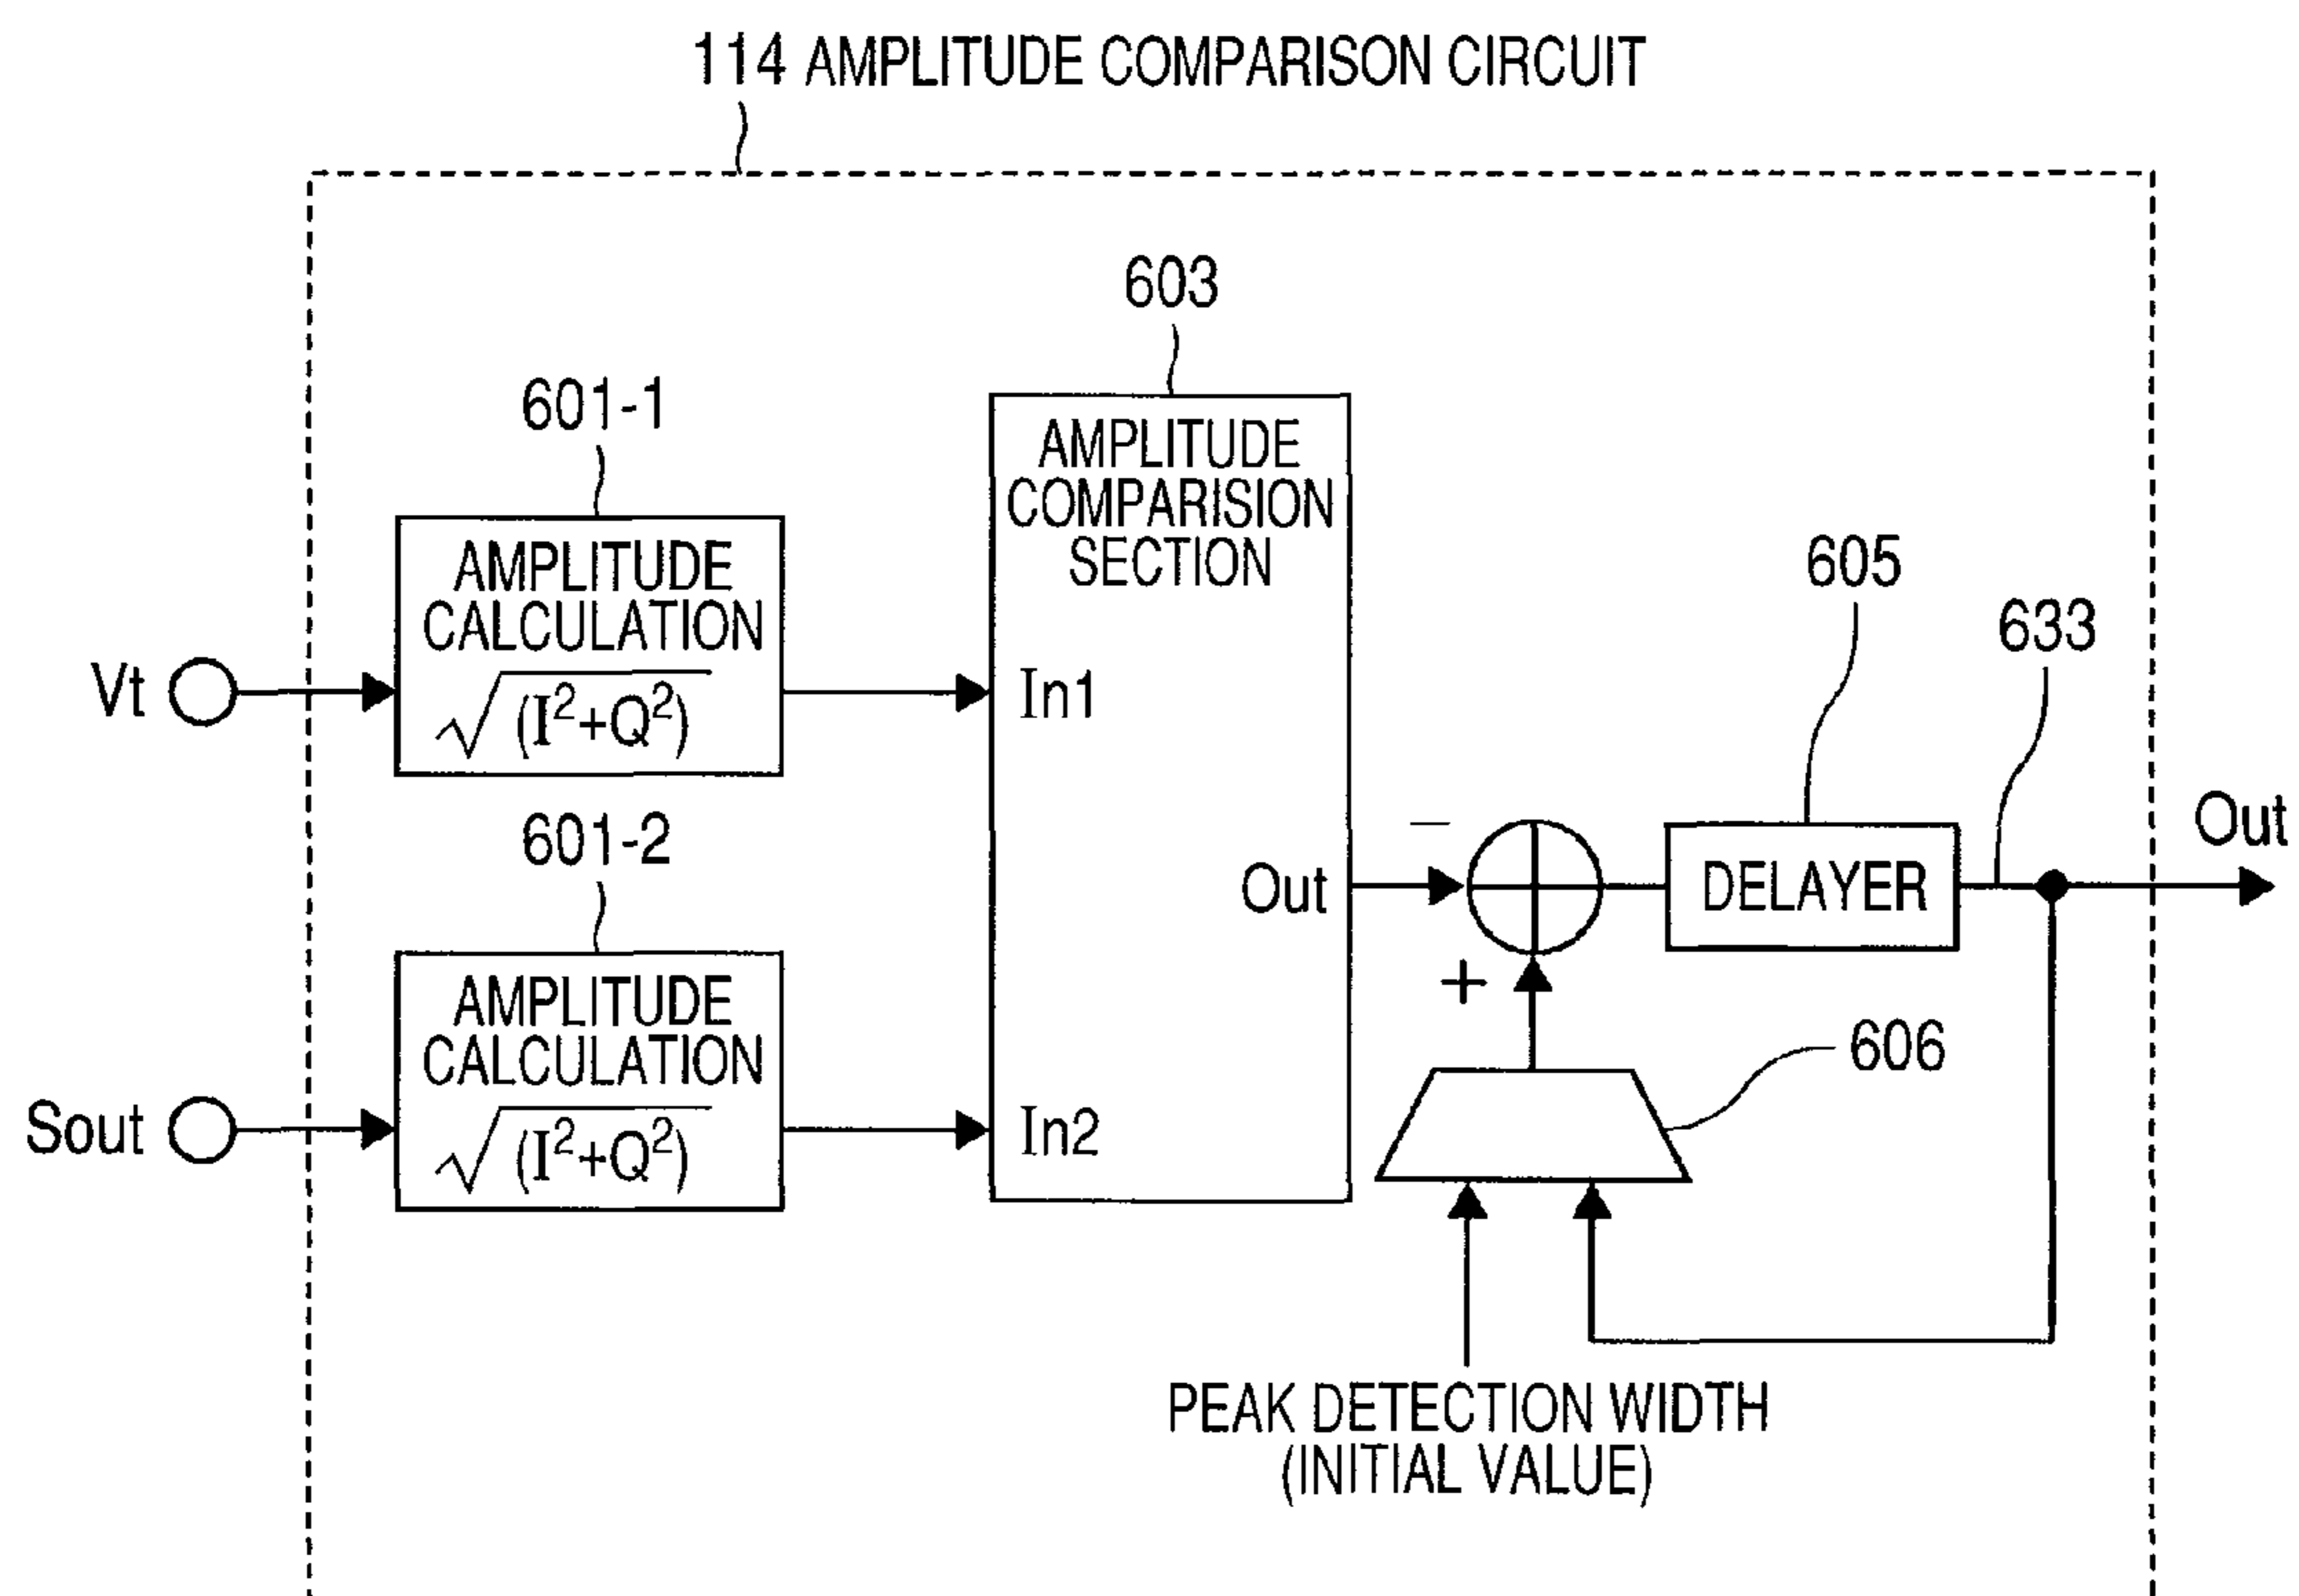 114 AMPLITUDE COMPARISON CIRCUIT
603
601-1
AMPLITUDE
COMPARISION
SECTION
605
AMPLITUDE
CALCULATION
√(I²+Q²)
633
Vt
In1
Out
601-2
−
Out
DELAYER
+
AMPLITUDE
CALCULATION
√(I²+Q²)
606
Sout
In2
PEAK DETECTION WIDTH
(INITIAL VALUE)